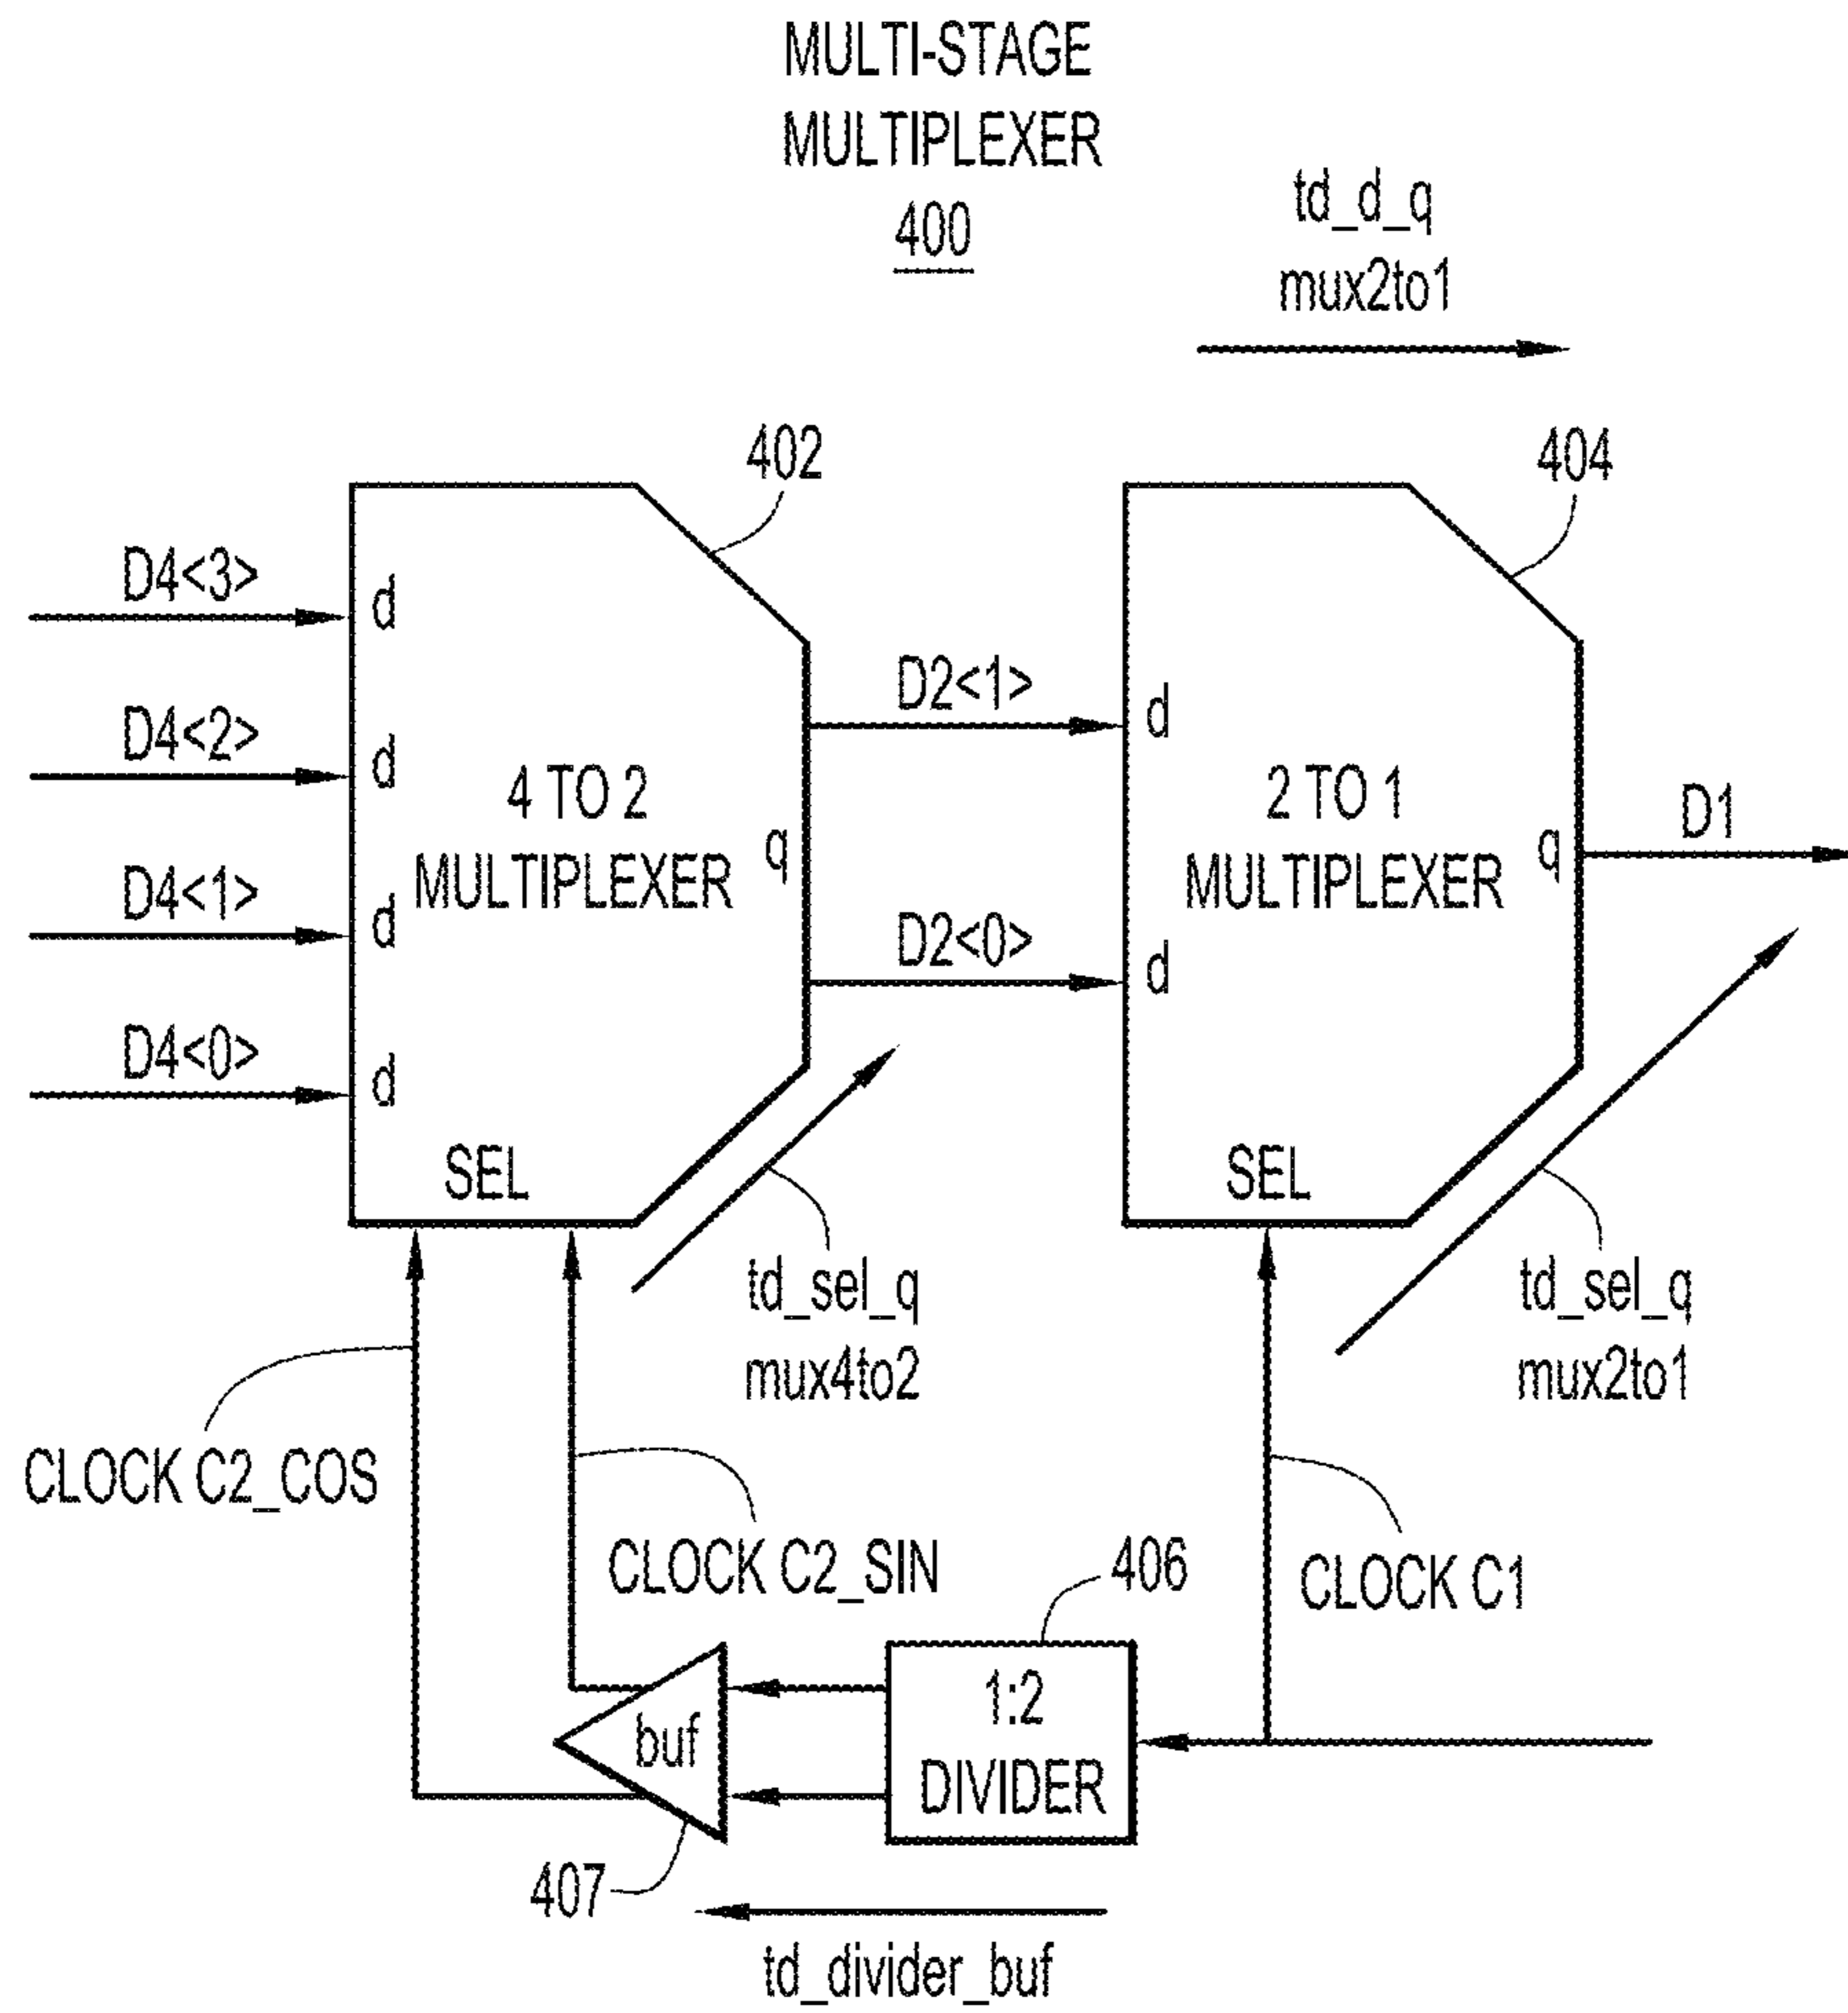 MULTI-STAGE
MULTIPLEXER
400
td_d_q
mux2to1
402
404
D4<3>
d
D4<2>
d
D4<1>
d
D4<0>
d
4 TO 2
MULTIPLEXER
q
SEL
D2<1>
d
D2<0>
d
2 TO 1
MULTIPLEXER
q
SEL
D1
td_sel_q
mux4to2
td_sel_q
mux2to1
CLOCK C2_COS
CLOCK C2_SIN
406
CLOCK C1
buf
1:2
DIVIDER
407
td_divider_buf